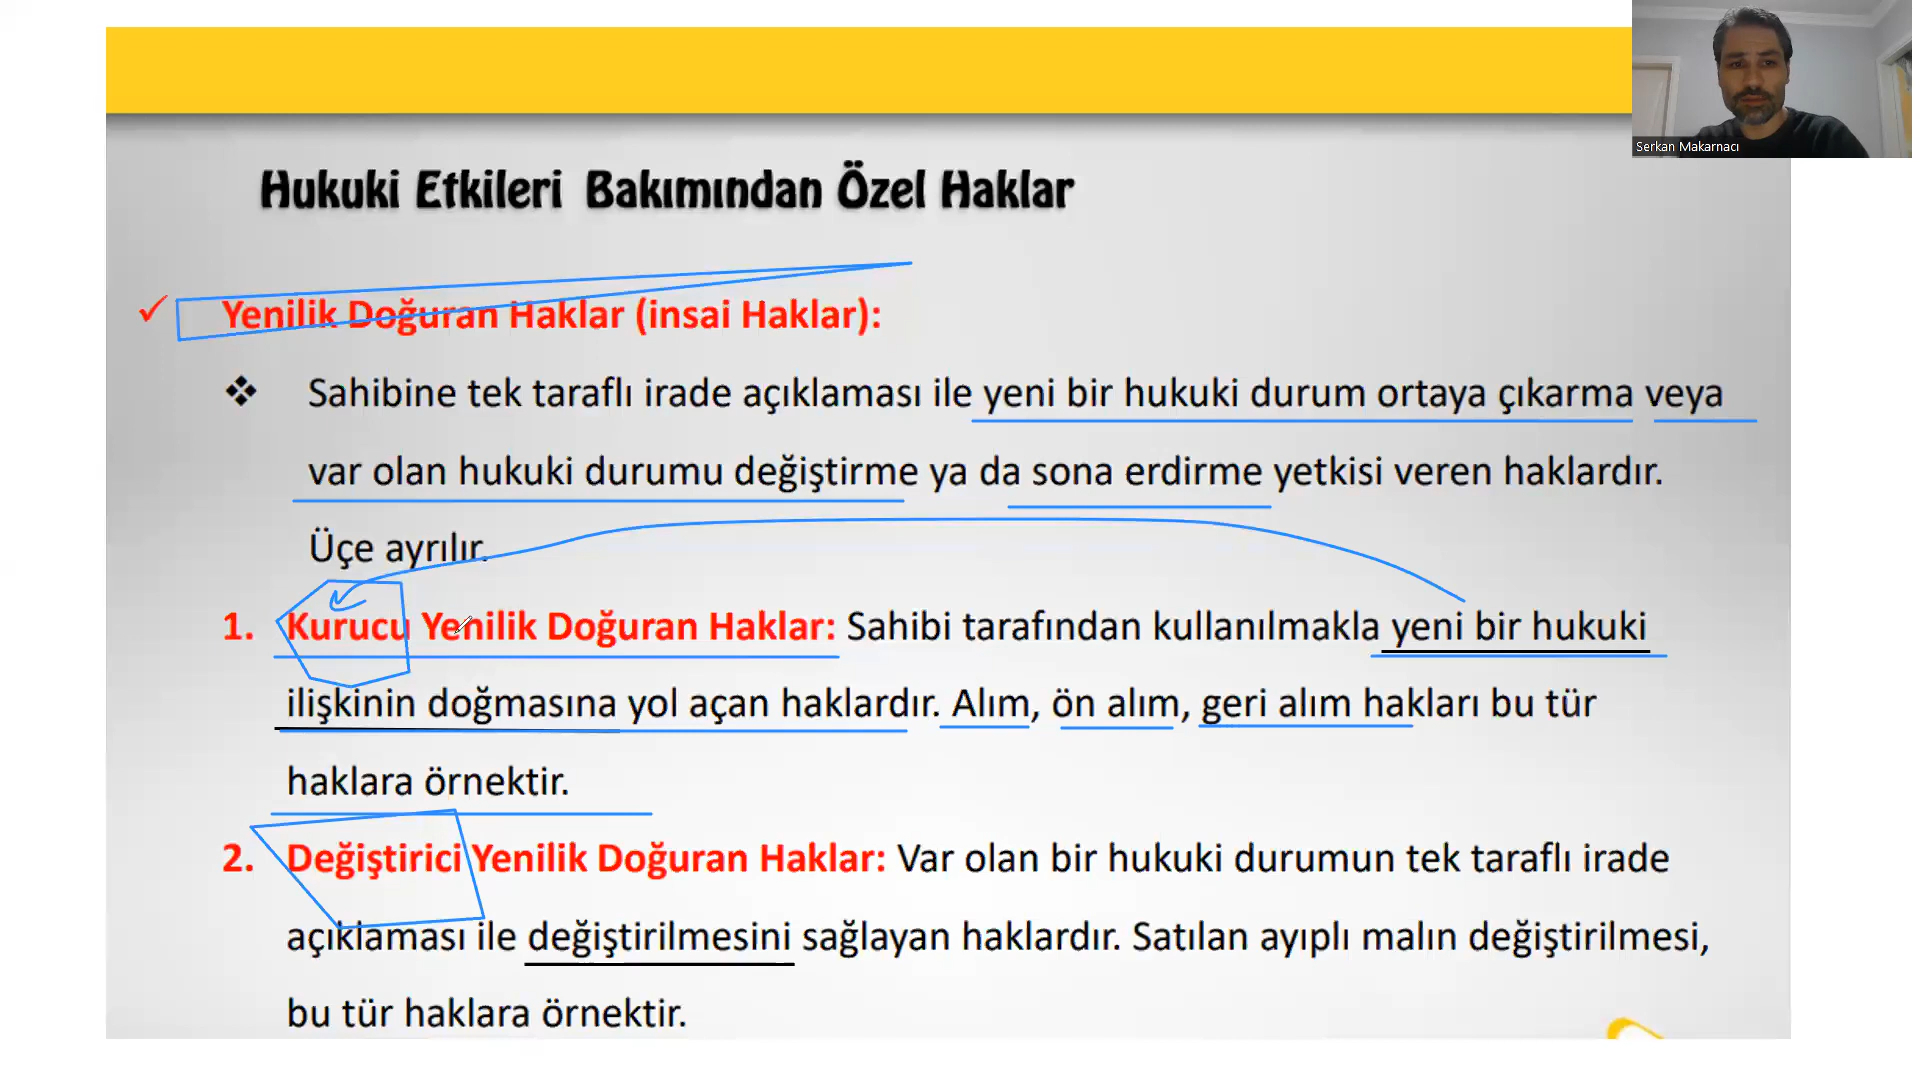 Serkan Makarnacı
Hukuki Etkileri Bakımından Özel Haklar
Yenilik Doğuran Haklar (insai Haklar):
Sahibine tek taraflı irade açıklaması ile yeni bir hukuki durum ortaya çıkarma veya
var olan hukuki durumu değiştirme ya da sona erdirme yetkisi veren haklardır.
Üçe ayrılır.
1. Kurucu Yenilik Doğuran Haklar: Sahibi tarafından kullanılmakla yeni bir hukuki
ilişkinin doğmasına yol açan haklardır. Alım, ön alım, geri alım hakları bu tür
haklara örnektir.
2. Değiştirici Yenilik Doğuran Haklar: Var olan bir hukuki durumun tek taraflı irade
açıklaması ile değiştirilmesini sağlayan haklardır. Satılan ayıplı malın değiştirilmesi,
bu tür haklara örnektir.